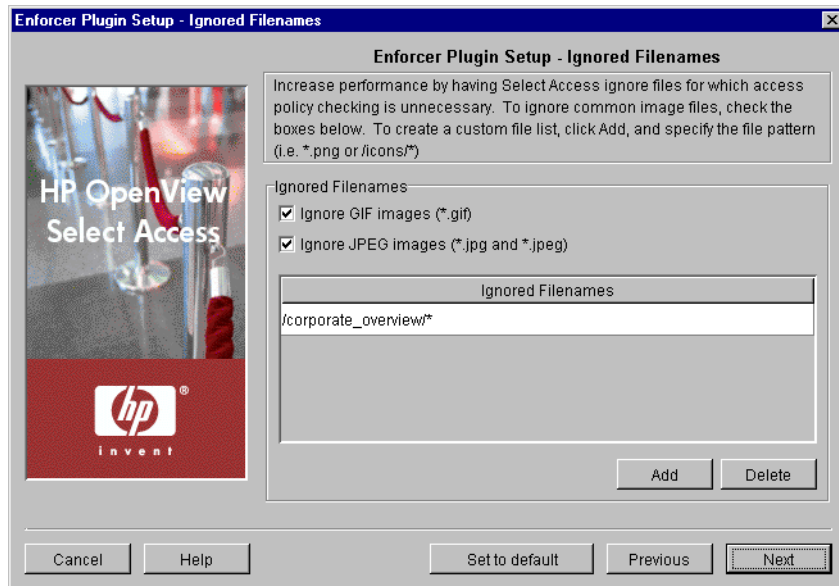 Enforcer Plugin Setup - Ignored Filenames
Enforcer Plugin Setup - Ignored Filenames
Increase performance by having Select Access ignore files for which access
policy checking is unnecessary. To ignore common image files, check the
boxes below. To create a custom file list, click Add, and specify the file pattern
(i.e. *.png or /icons/*)
HP OpenView
Select Access
hp
®
invent
Ignored Filenames
Ignore GIF images (*.gif)
Ignore JPEG images (*.jpg and *.jpeg)
Ignored Filenames
/corporate_overview/*
Add
Delete
Cancel
Help
Set to default
Previous
Next